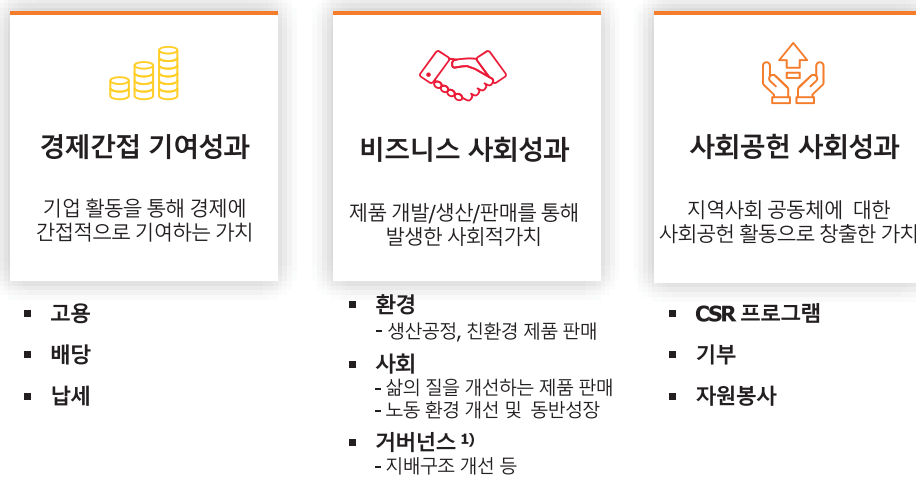 경제간접 기여성과
기업 활동을 통해 경제에
간접적으로 기여하는 가치
▪ 고용
▪ 배당
▪ 납세
비즈니스 사회성과
제품 개발/생산/판매를 통해
발생한 사회적가치
▪ 환경
- 생산공정, 친환경 제품 판매
▪ 사회
- 삶의 질을 개선하는 제품 판매
- 노동 환경 개선 및 동반성장
▪ 거버넌스 1)
- 지배구조 개선 등
사회공헌 사회성과
지역사회 공동체에 대한
사회공헌 활동으로 창출한 가치
▪ CSR 프로그램
▪ 기부
▪ 자원봉사